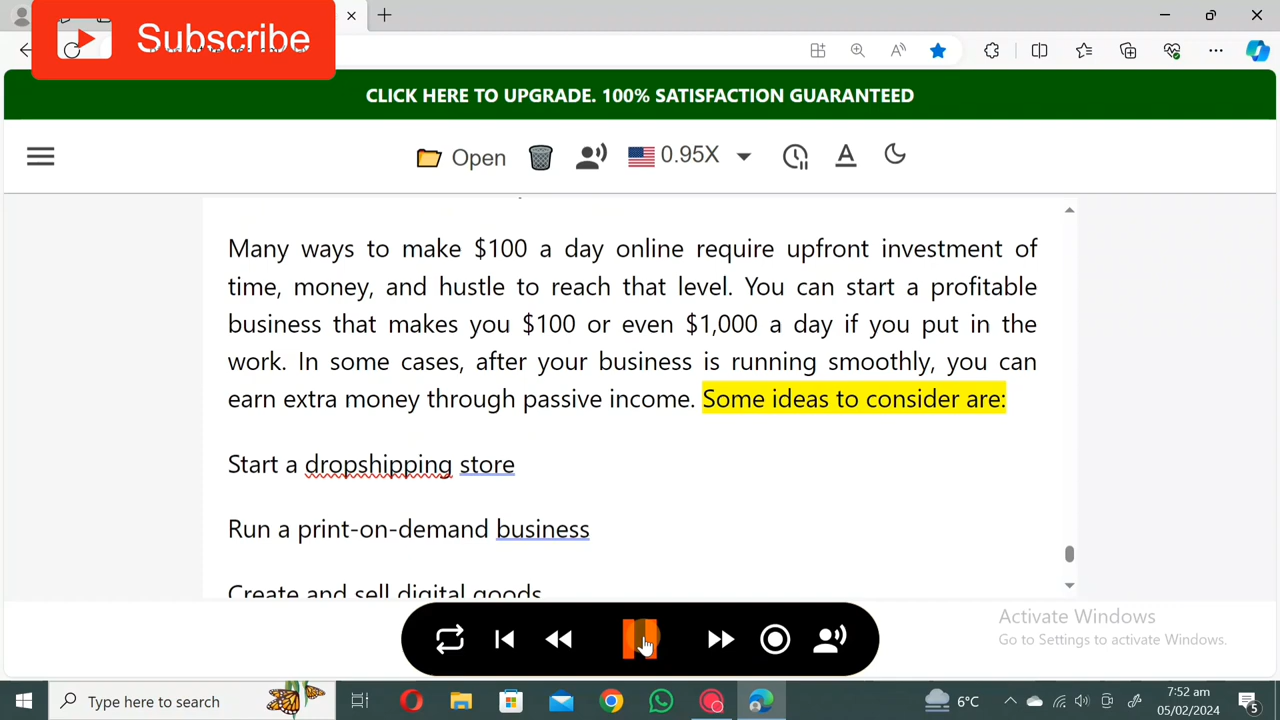 Subscribe
CLICK HERE TO UPGRADE. 100% SATISFACTION GUARANTEED
Open
0.95X
Many ways to make $100 a day online require upfront investment of
time, money, and hustle to reach that level. You can start a profitable
business that makes you $100 or even $1,000 a day if you put in the
work. In some cases, after your business is running smoothly, you can
earn extra money through passive income. Some ideas to consider are:
Start a dropshipping store
Run a print-on-demand business
Create and sell digital goods
Activate Windows
Go to Settings to activate Windows.
Type here to search
6°C
7:52 am
05/02/2024
5